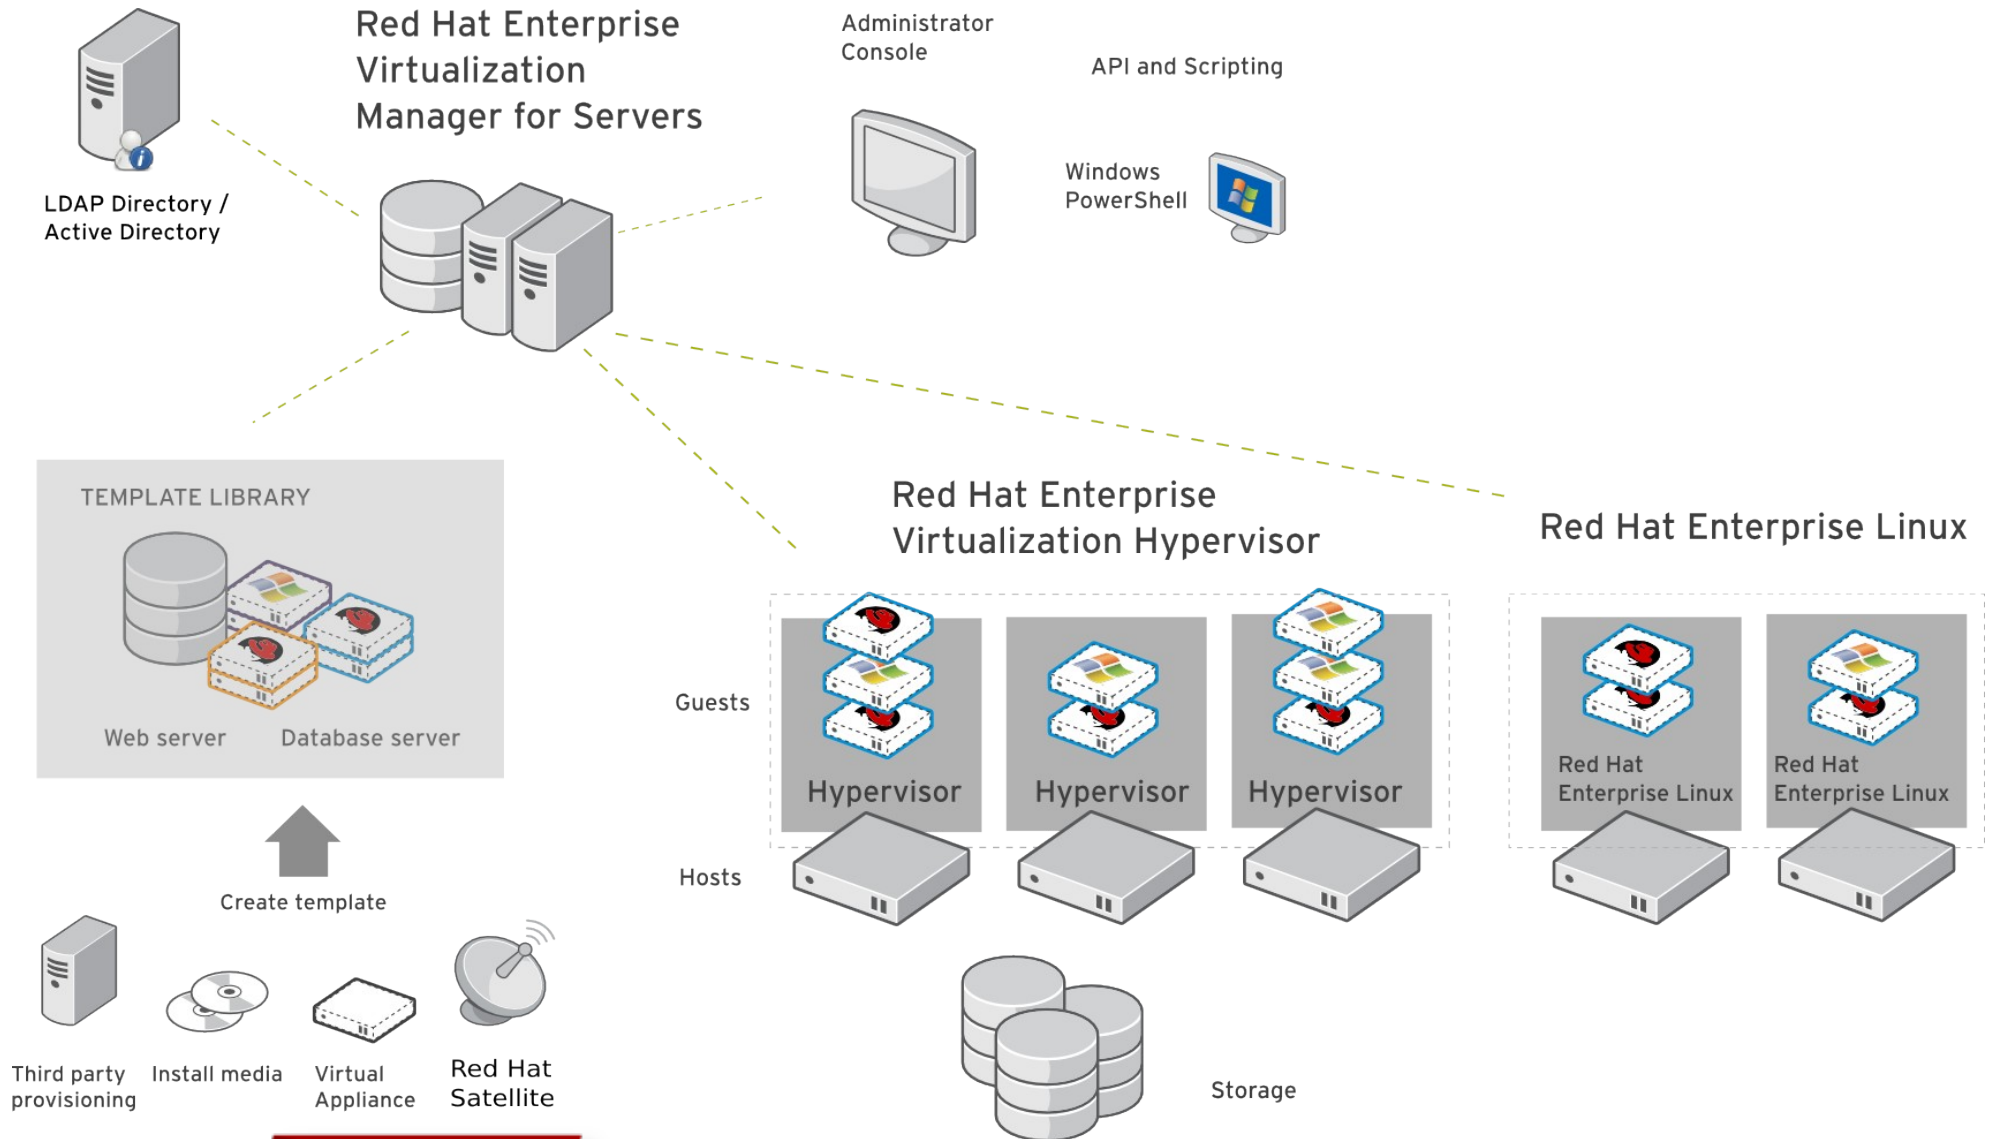 Red Hat Enterprise
Virtualization
Manager for Servers
Administrator
Console
API and Scripting
Windows
PowerShell
LDAP Directory /
Active Directory
TEMPLATE LIBRARY
Web server
Database server
Create template
Third party
provisioning
Install media
Virtual
Appliance
Red Hat
Satellite
Red Hat Enterprise
Virtualization Hypervisor
Red Hat Enterprise Linux
Guests
Hypervisor
Hypervisor
Hypervisor
Red Hat
Enterprise Linux
Red Hat
Enterprise Linux
Hosts
Storage